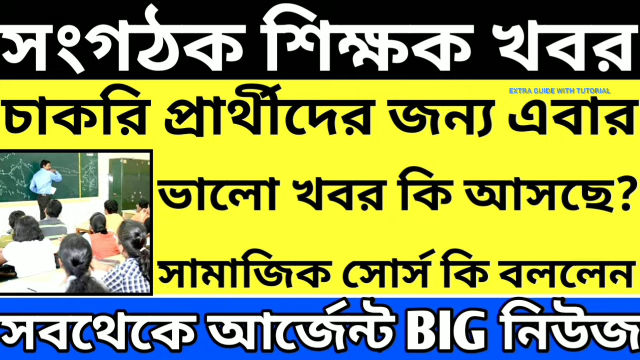 সংগঠক শিক্ষক খবর
EXTRA GUIDE WITH TUTORIAL
চাকরি প্রার্থীদের জন্য এবার
ভালো খবর কি আসছে?
সামাজিক সোর্স কি বললেন
সবথেকে আর্জেন্ট BIG নিউজ